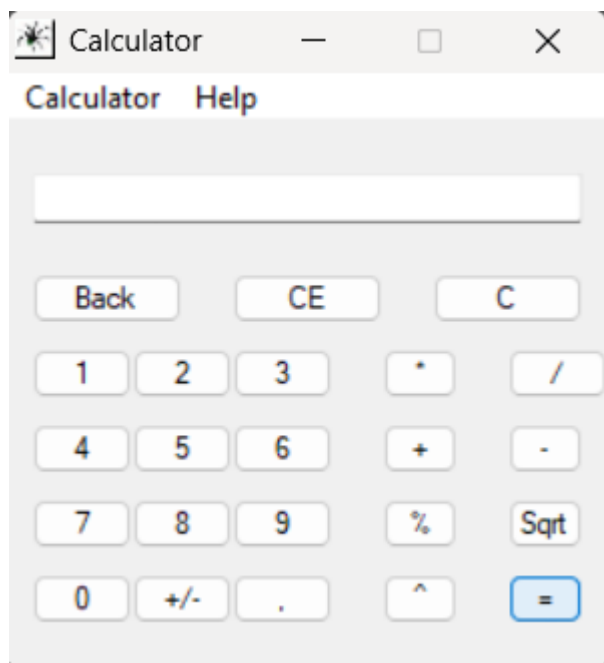 Calculator
Calculator Help
Back CE C
1 2 3 * /
4 5 6 + -
7 8 9 % Sqrt
0 +/- , ^ =